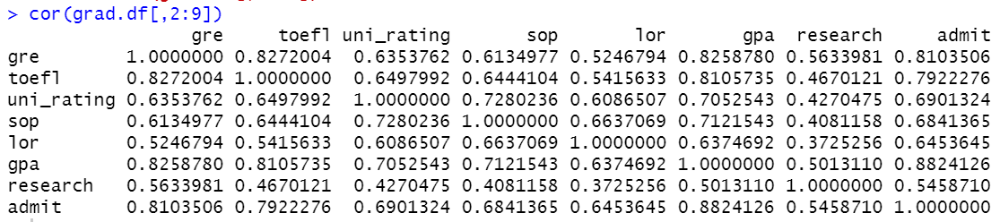 > cor(grad.df[,2:9])
gre toefl uni_rating sop lor gpa research admit
gre 1.0000000 0.8272004 0.6353762 0.6134977 0.5246794 0.8258780 0.5633981 0.8103506
toefl 0.8272004 1.0000000 0.6497992 0.6444104 0.5415633 0.8105735 0.4670121 0.7922276
uni_rating 0.6353762 0.6497992 1.0000000 0.7280236 0.6086507 0.7052543 0.4270475 0.6901324
sop 0.6134977 0.6444104 0.7280236 1.0000000 0.6637069 0.7121543 0.4081158 0.6841365
lor 0.5246794 0.5415633 0.6086507 0.6637069 1.0000000 0.6374692 0.3725256 0.6453645
gpa 0.8258780 0.8105735 0.7052543 0.7121543 0.6374692 1.0000000 0.5013110 0.8824126
research 0.5633981 0.4670121 0.4270475 0.4081158 0.3725256 0.5013110 1.0000000 0.5458710
admit 0.8103506 0.7922276 0.6901324 0.6841365 0.6453645 0.8824126 0.5458710 1.0000000